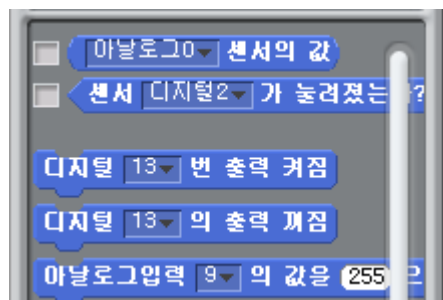 아날로그0 센서의 값
센서 디지털2 가 눌려졌는 ?
디지털 13 번 출력 켜짐
디지털 13 의 출력 꺼짐
아날로그입력 9 의 값을 255 으